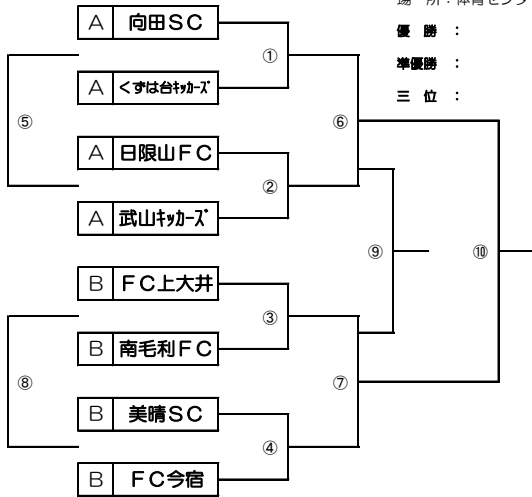 場　所：体育センター
優　勝　：
準優勝　：
三　位　：
A　向田SC
①
A　くずは台ｷｯｶｰｽﾞ
⑤
⑥
A　日限山FC
②
A　武山ｷｯｶｰｽﾞ
⑨
⑩
B　FC上大井
③
B　南毛利FC
⑧
⑦
B　美晴SC
④
B　FC今宿